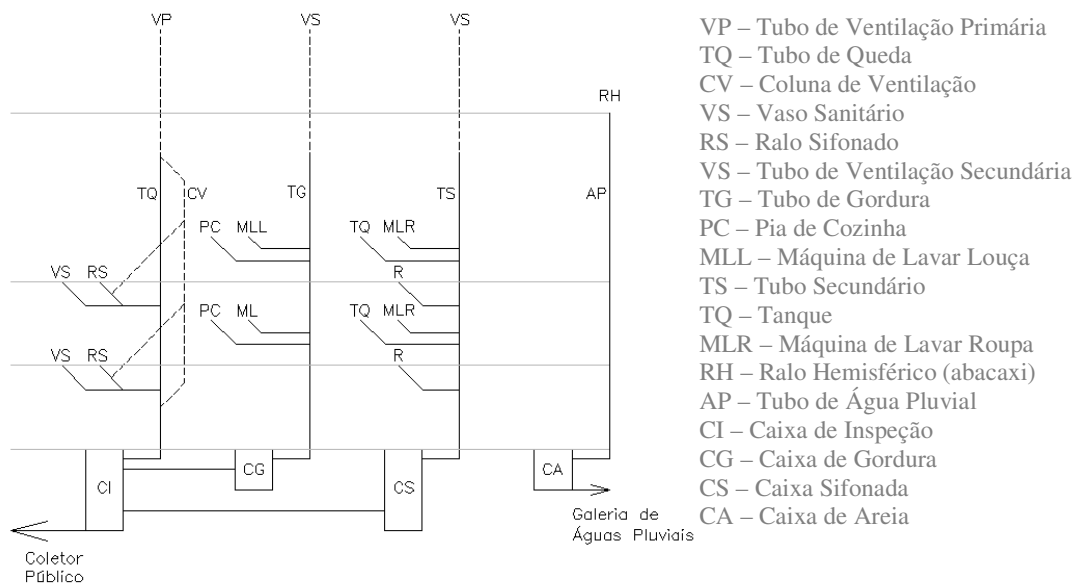 VP VS VS
RH
TQ CV TG TS AP
PC MLL TQ MLR
VS RS R
PC ML TQ MLR
VS RS R
CI CG CS CA
Coletor
Público
Galeria de
Águas Pluviais
VP – Tubo de Ventilação Primária
TQ – Tubo de Queda
CV – Coluna de Ventilação
VS – Vaso Sanitário
RS – Ralo Sifonado
VS – Tubo de Ventilação Secundária
TG – Tubo de Gordura
PC – Pia de Cozinha
MLL – Máquina de Lavar Louça
TS – Tubo Secundário
TQ – Tanque
MLR – Máquina de Lavar Roupa
RH – Ralo Hemisférico (abacaxi)
AP – Tubo de Água Pluvial
CI – Caixa de Inspeção
CG – Caixa de Gordura
CS – Caixa Sifonada
CA – Caixa de Areia